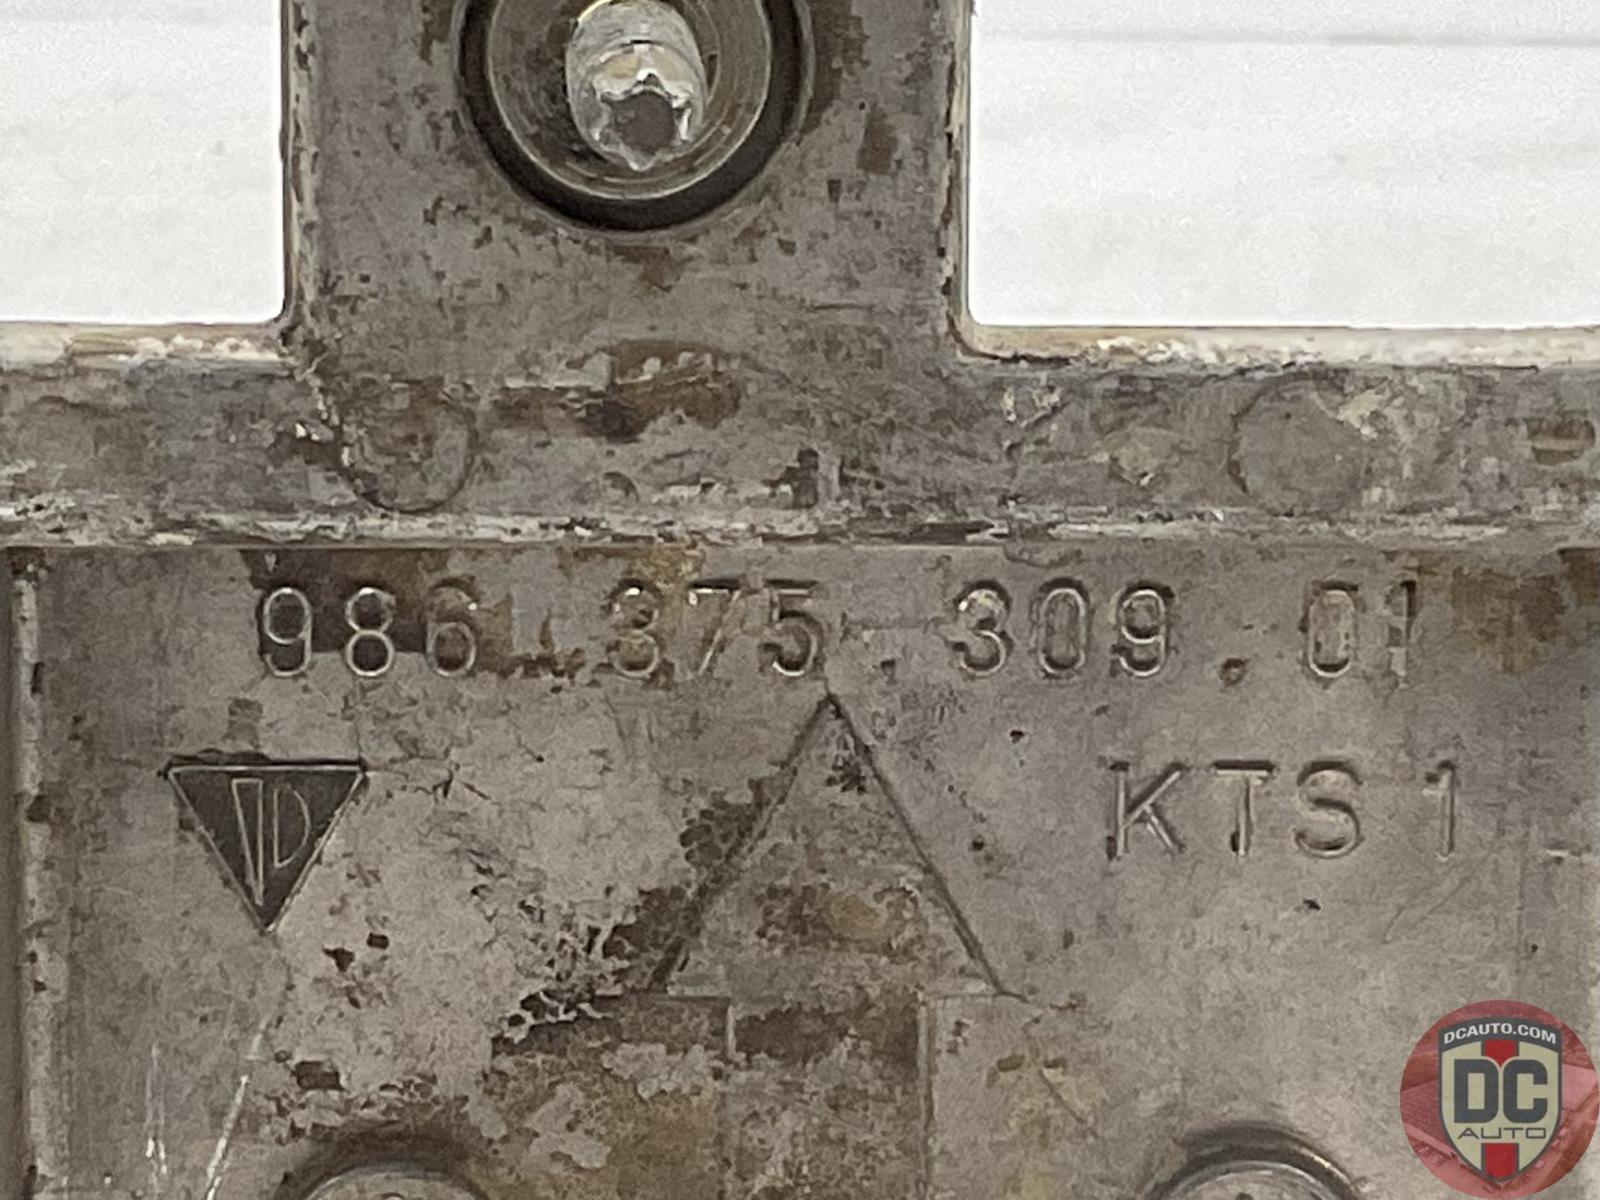 986.375.309.01
KTS 1
DCAUTO.COM
DC
AUTO